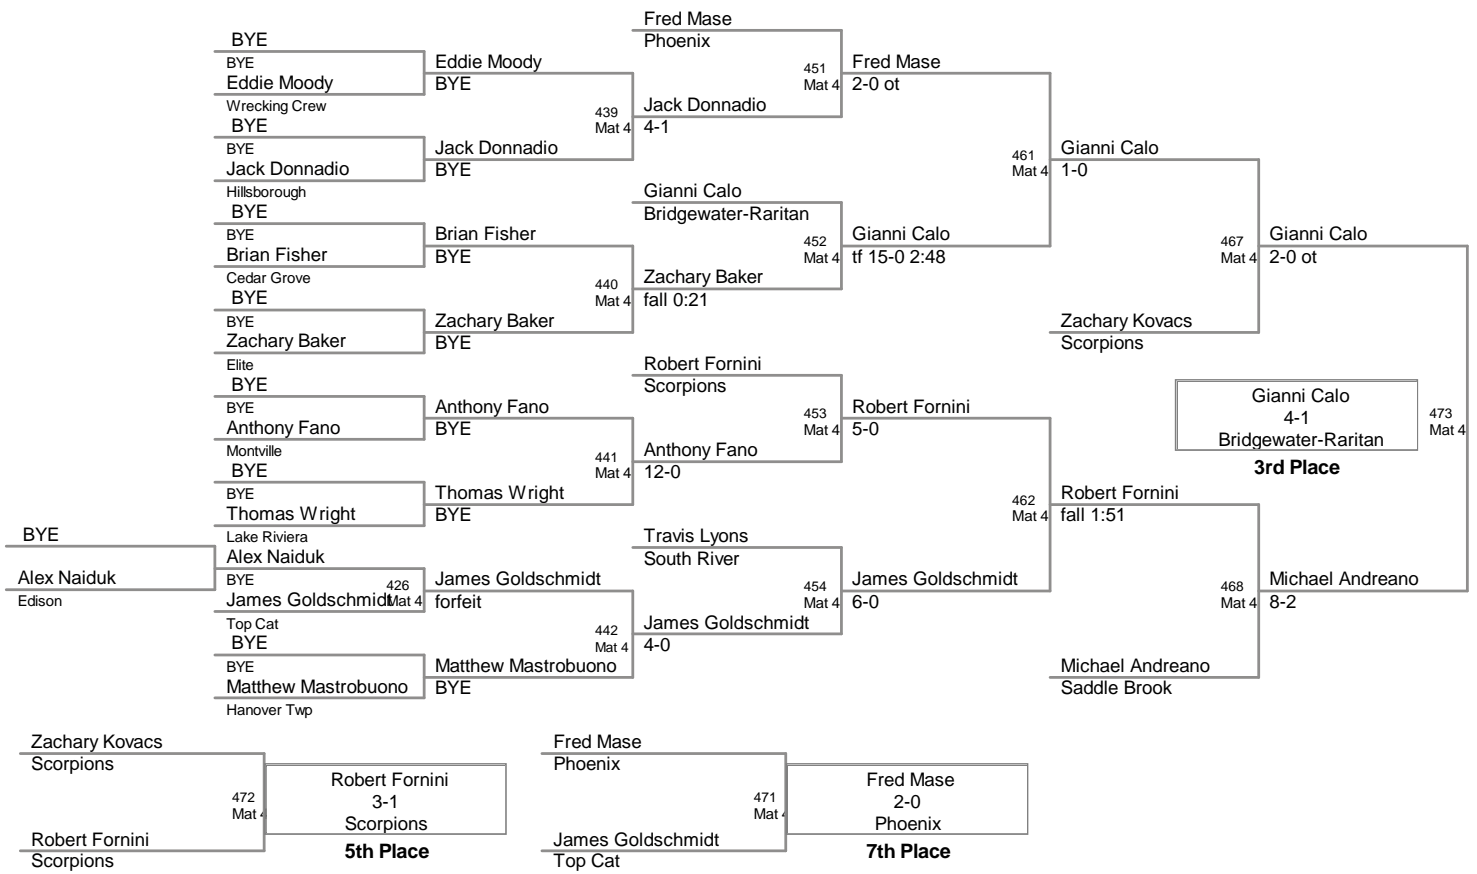 Fred Mase
Phoenix
BYE
BYE
Eddie Moody
Wrecking Crew
Eddie Moody
BYE
451
Mat 4
Fred Mase
2-0 ot
439
Mat 4
Jack Donnadio
4-1
BYE
BYE
Jack Donnadio
Hillsborough
Jack Donnadio
BYE
461
Mat 4
Gianni Calo
1-0
Gianni Calo
Bridgewater-Raritan
BYE
BYE
Brian Fisher
Cedar Grove
Brian Fisher
BYE
452
Mat 4
Gianni Calo
tf 15-0 2:48
467
Mat 4
Gianni Calo
2-0 ot
440
Mat 4
Zachary Baker
fall 0:21
BYE
BYE
Zachary Baker
Elite
Zachary Baker
BYE
Zachary Kovacs
Scorpions
Robert Fornini
Scorpions
BYE
BYE
Anthony Fano
Montville
Anthony Fano
BYE
453
Mat 4
Robert Fornini
5-0
Gianni Calo
4-1
Bridgewater-Raritan
3rd Place
473
Mat 4
441
Mat 4
Anthony Fano
12-0
BYE
BYE
Thomas Wright
Lake Riviera
Thomas Wright
BYE
462
Mat 4
Robert Fornini
fall 1:51
BYE
Alex Naiduk
Edison
Travis Lyons
South River
Alex Naiduk
BYE
James Goldschmidt
Top Cat
426
Mat 4
James Goldschmidt
forfeit
454
Mat 4
James Goldschmidt
6-0
468
Mat 4
Michael Andreano
8-2
442
Mat 4
James Goldschmidt
4-0
BYE
BYE
Matthew Mastrobuono
Hanover Twp
Matthew Mastrobuono
BYE
Michael Andreano
Saddle Brook
Zachary Kovacs
Scorpions
472
Mat 4
Robert Fornini
3-1
Scorpions
5th Place
Robert Fornini
Scorpions
Fred Mase
Phoenix
471
Mat 4
Fred Mase
2-0
Phoenix
7th Place
James Goldschmidt
Top Cat